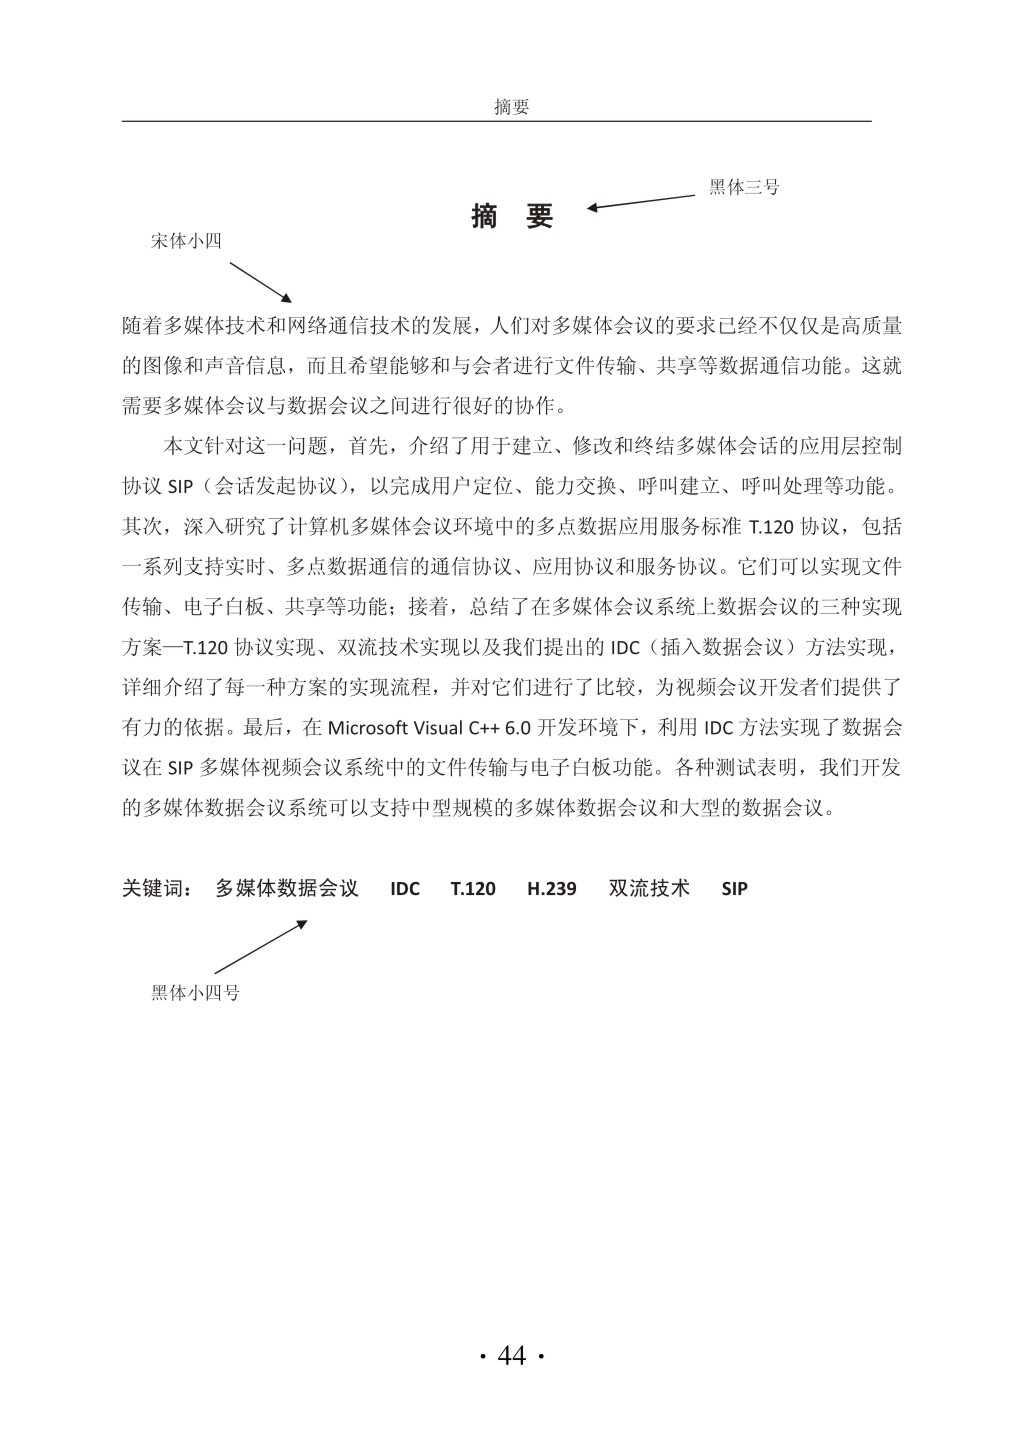 摘要
黑体三号
摘 要
宋体小四
随着多媒体技术和网络通信技术的发展，人们对多媒体会议的要求已经不仅仅是高质量
的图像和声音信息，而且希望能够和与会者进行文件传输、共享等数据通信功能。这就
需要多媒体会议与数据会议之间进行很好的协作。
本文针对这一问题，首先，介绍了用于建立、修改和终结多媒体会话的应用层控制
协议 SIP（会话发起协议），以完成用户定位、能力交换、呼叫建立、呼叫处理等功能。
其次，深入研究了计算机多媒体会议环境中的多点数据应用服务标准 T.120 协议，包括
一系列支持实时、多点数据通信的通信协议、应用协议和服务协议。它们可以实现文件
传输、电子白板、共享等功能；接着，总结了在多媒体会议系统上数据会议的三种实现
方案—T.120 协议实现、双流技术实现以及我们提出的 IDC（插入数据会议）方法实现，
详细介绍了每一种方案的实现流程，并对它们进行了比较，为视频会议开发者们提供了
有力的依据。最后，在 Microsoft Visual C++ 6.0 开发环境下，利用 IDC 方法实现了数据会
议在 SIP 多媒体视频会议系统中的文件传输与电子白板功能。各种测试表明，我们开发
的多媒体数据会议系统可以支持中型规模的多媒体数据会议和大型的数据会议。
关键词： 多媒体数据会议 IDC T.120 H.239 双流技术 SIP
黑体小四号
· 44 ·